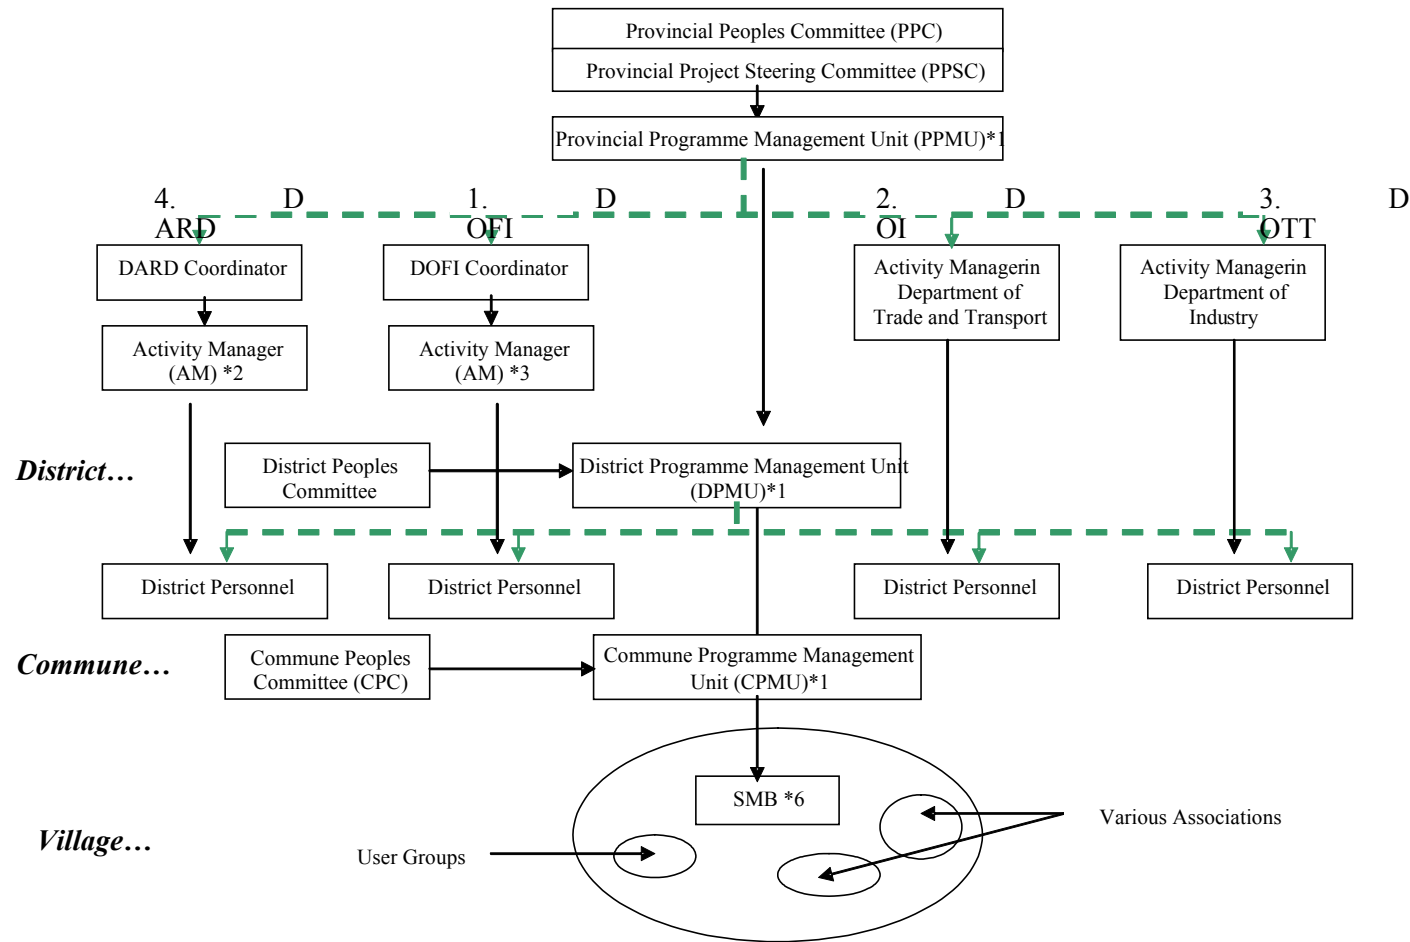 Provincial Peoples Committee (PPC)
Provincial Project Steering Committee (PPSC)
Provincial Programme Management Unit (PPMU)*1
4. D
ARD
1. D
OFI
2. D
OI
3. D
OTT
DARD Coordinator
DOFI Coordinator
Activity Managerin
Department of
Trade and Transport
Activity Managerin
Department of
Industry
Activity Manager
(AM) *2
Activity Manager
(AM) *3
District…
District Peoples
Committee
District Programme Management Unit
(DPMU)*1
District Personnel
District Personnel
District Personnel
District Personnel
Commune…
Commune Peoples
Committee (CPC)
Commune Programme Management
Unit (CPMU)*1
Village…
SMB *6
User Groups
Various Associations